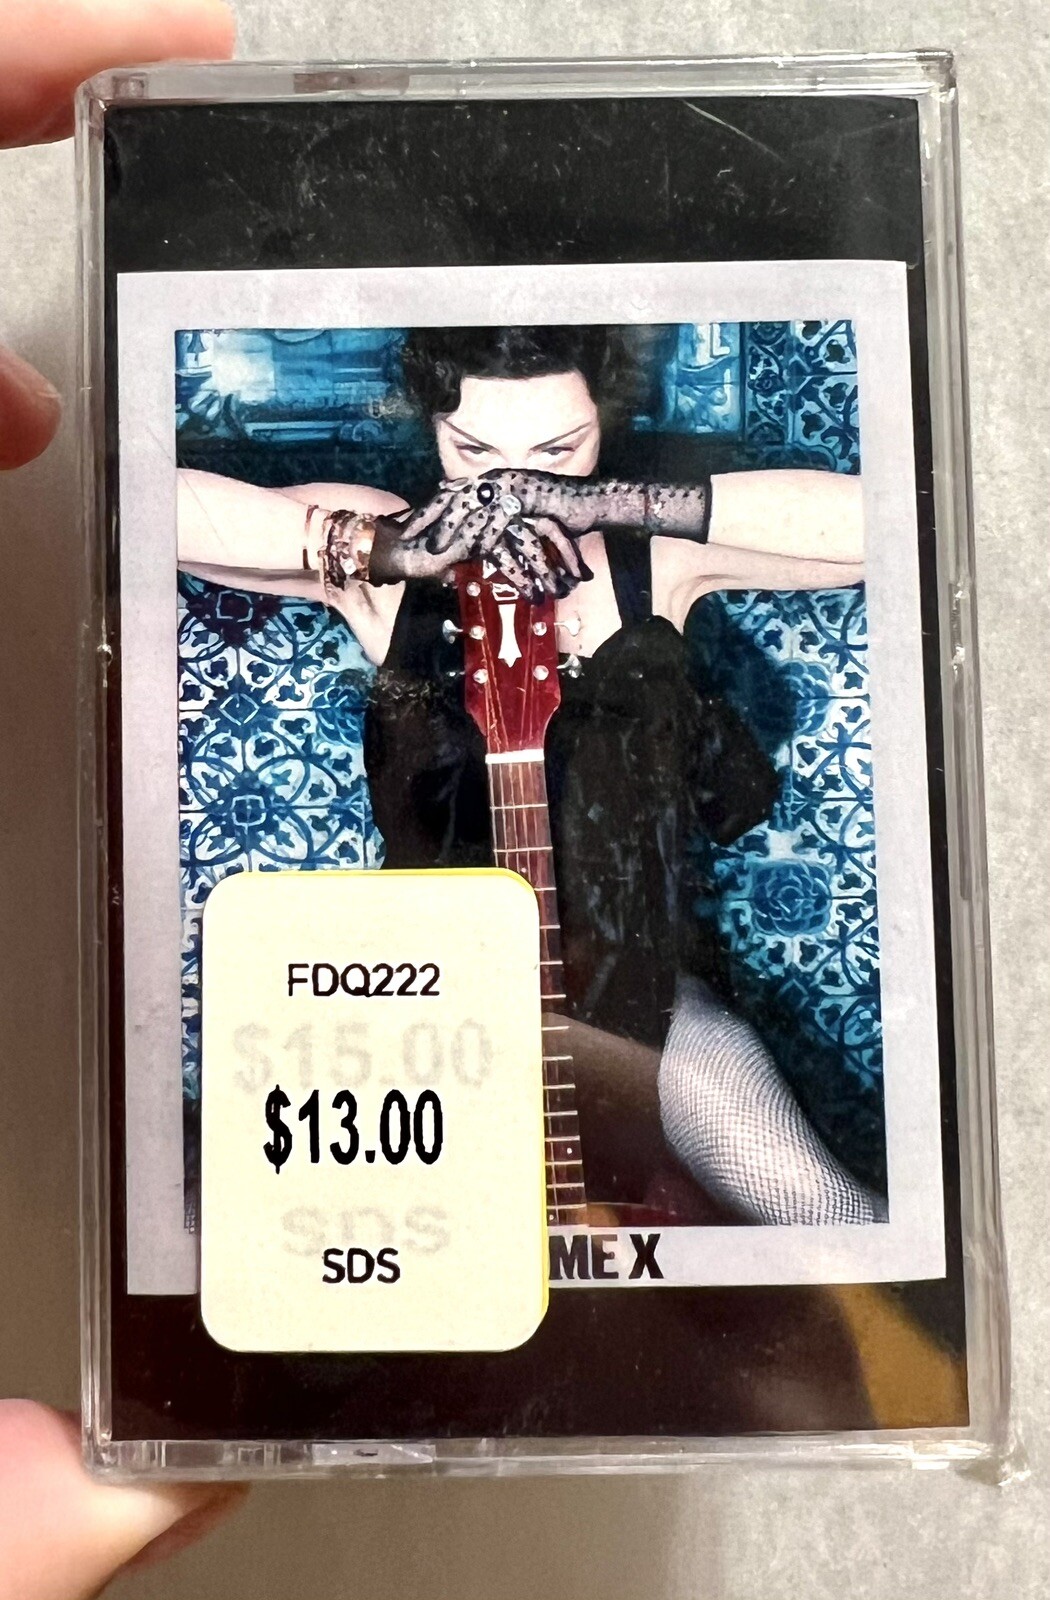 FDQ222
$15.00
$13.00
SDS
SDS
ME X